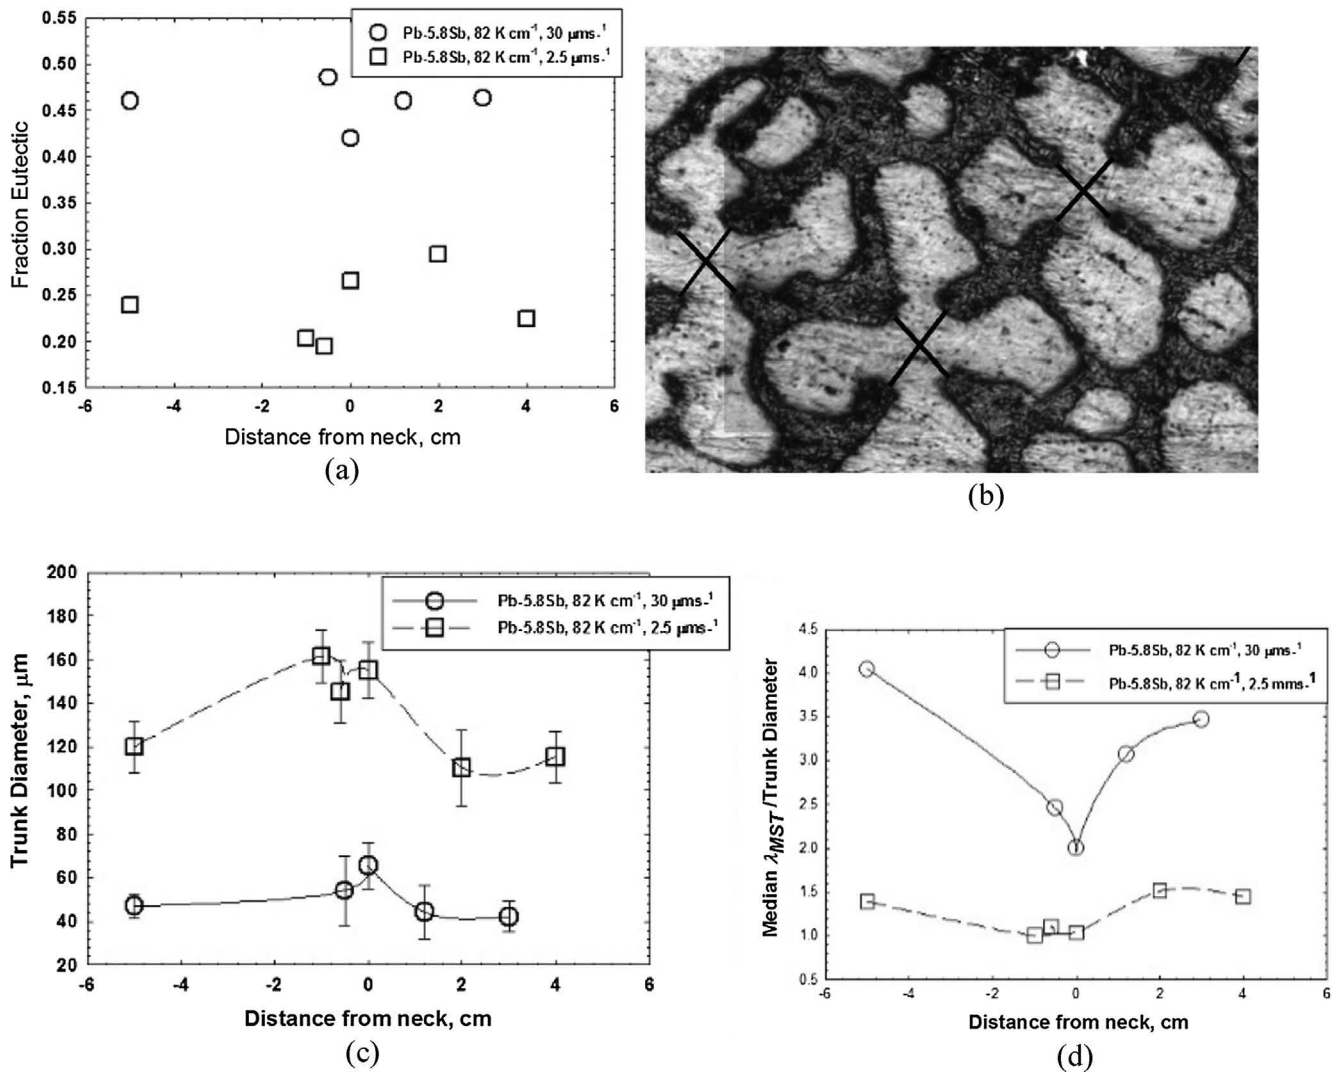 0.55
0.50
0.45
0.40
0.35
0.30
0.25
0.20
0.15
Fraction Eutectic
Pb-5.8Sb, 82 K cm-1, 30 μms-1
Pb-5.8Sb, 82 K cm-1, 2.5 μms-1
-6 -4 -2 0 2 4 6
Distance from neck, cm
(a)
(b)
200
180
160
140
120
100
80
60
40
20
Trunk Diameter, μm
Pb-5.8Sb, 82 K cm-1, 30 μms-1
Pb-5.8Sb, 82 K cm-1, 2.5 μms-1
-6 -4 -2 0 2 4 6
Distance from neck, cm
(c)
4.5
4.0
3.5
3.0
2.5
2.0
1.5
1.0
0.5
Median λMST/Trunk Diameter
Pb-5.8Sb, 82 K cm-1, 30 μms-1
Pb-5.8Sb, 82 K cm-1, 2.5 mms-1
-6 -4 -2 0 2 4 6
Distance from neck, cm
(d)